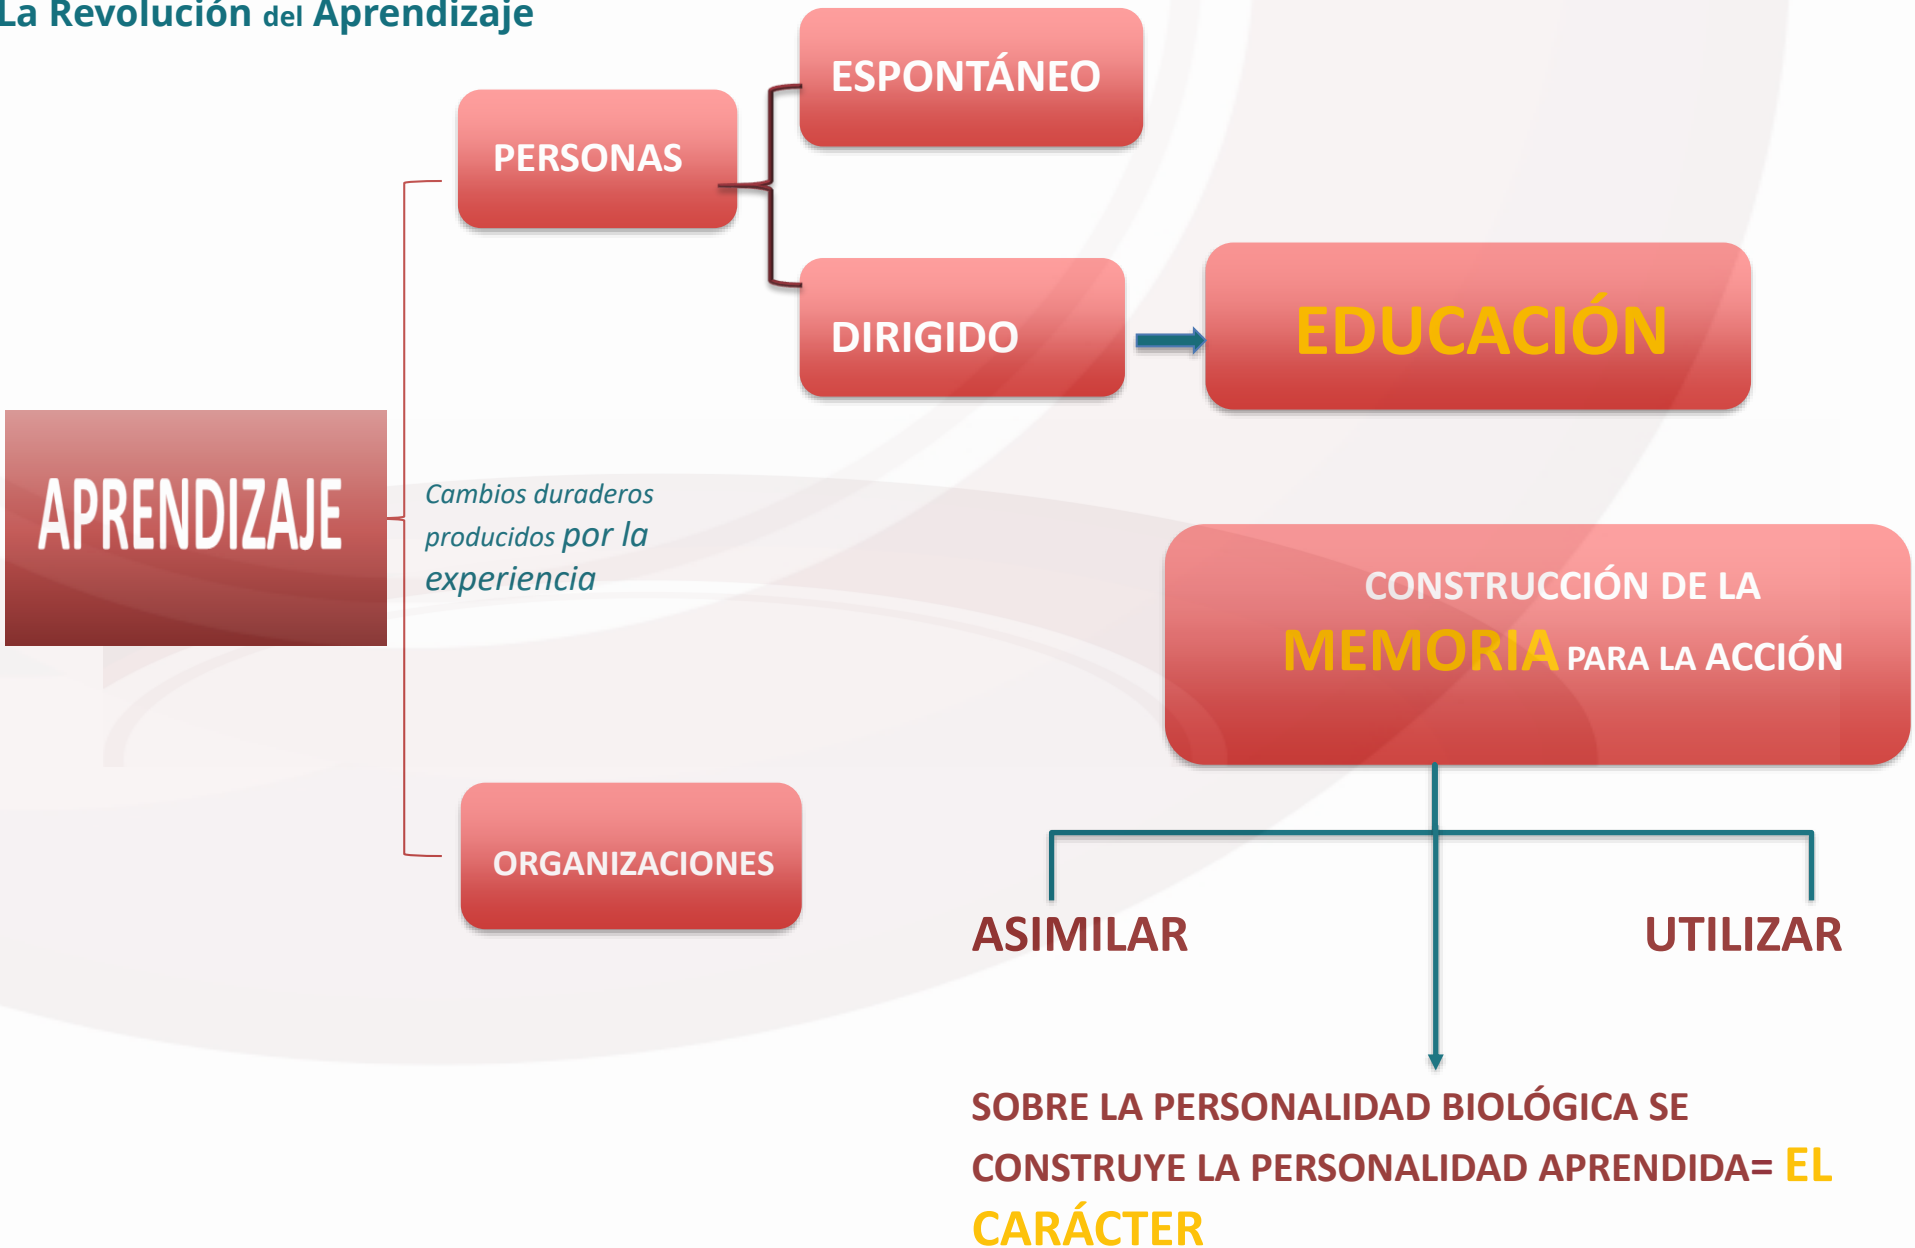 La Revolución del Aprendizaje
ESPONTÁNEO
PERSONAS
DIRIGIDO
EDUCACIÓN
APRENDIZAJE
Cambios duraderos
producidos por la
experiencia
CONSTRUCCIÓN DE LA
MEMORIA PARA LA ACCIÓN
ORGANIZACIONES
ASIMILAR
UTILIZAR
SOBRE LA PERSONALIDAD BIOLÓGICA SE
CONSTRUYE LA PERSONALIDAD APRENDIDA= EL
CARÁCTER